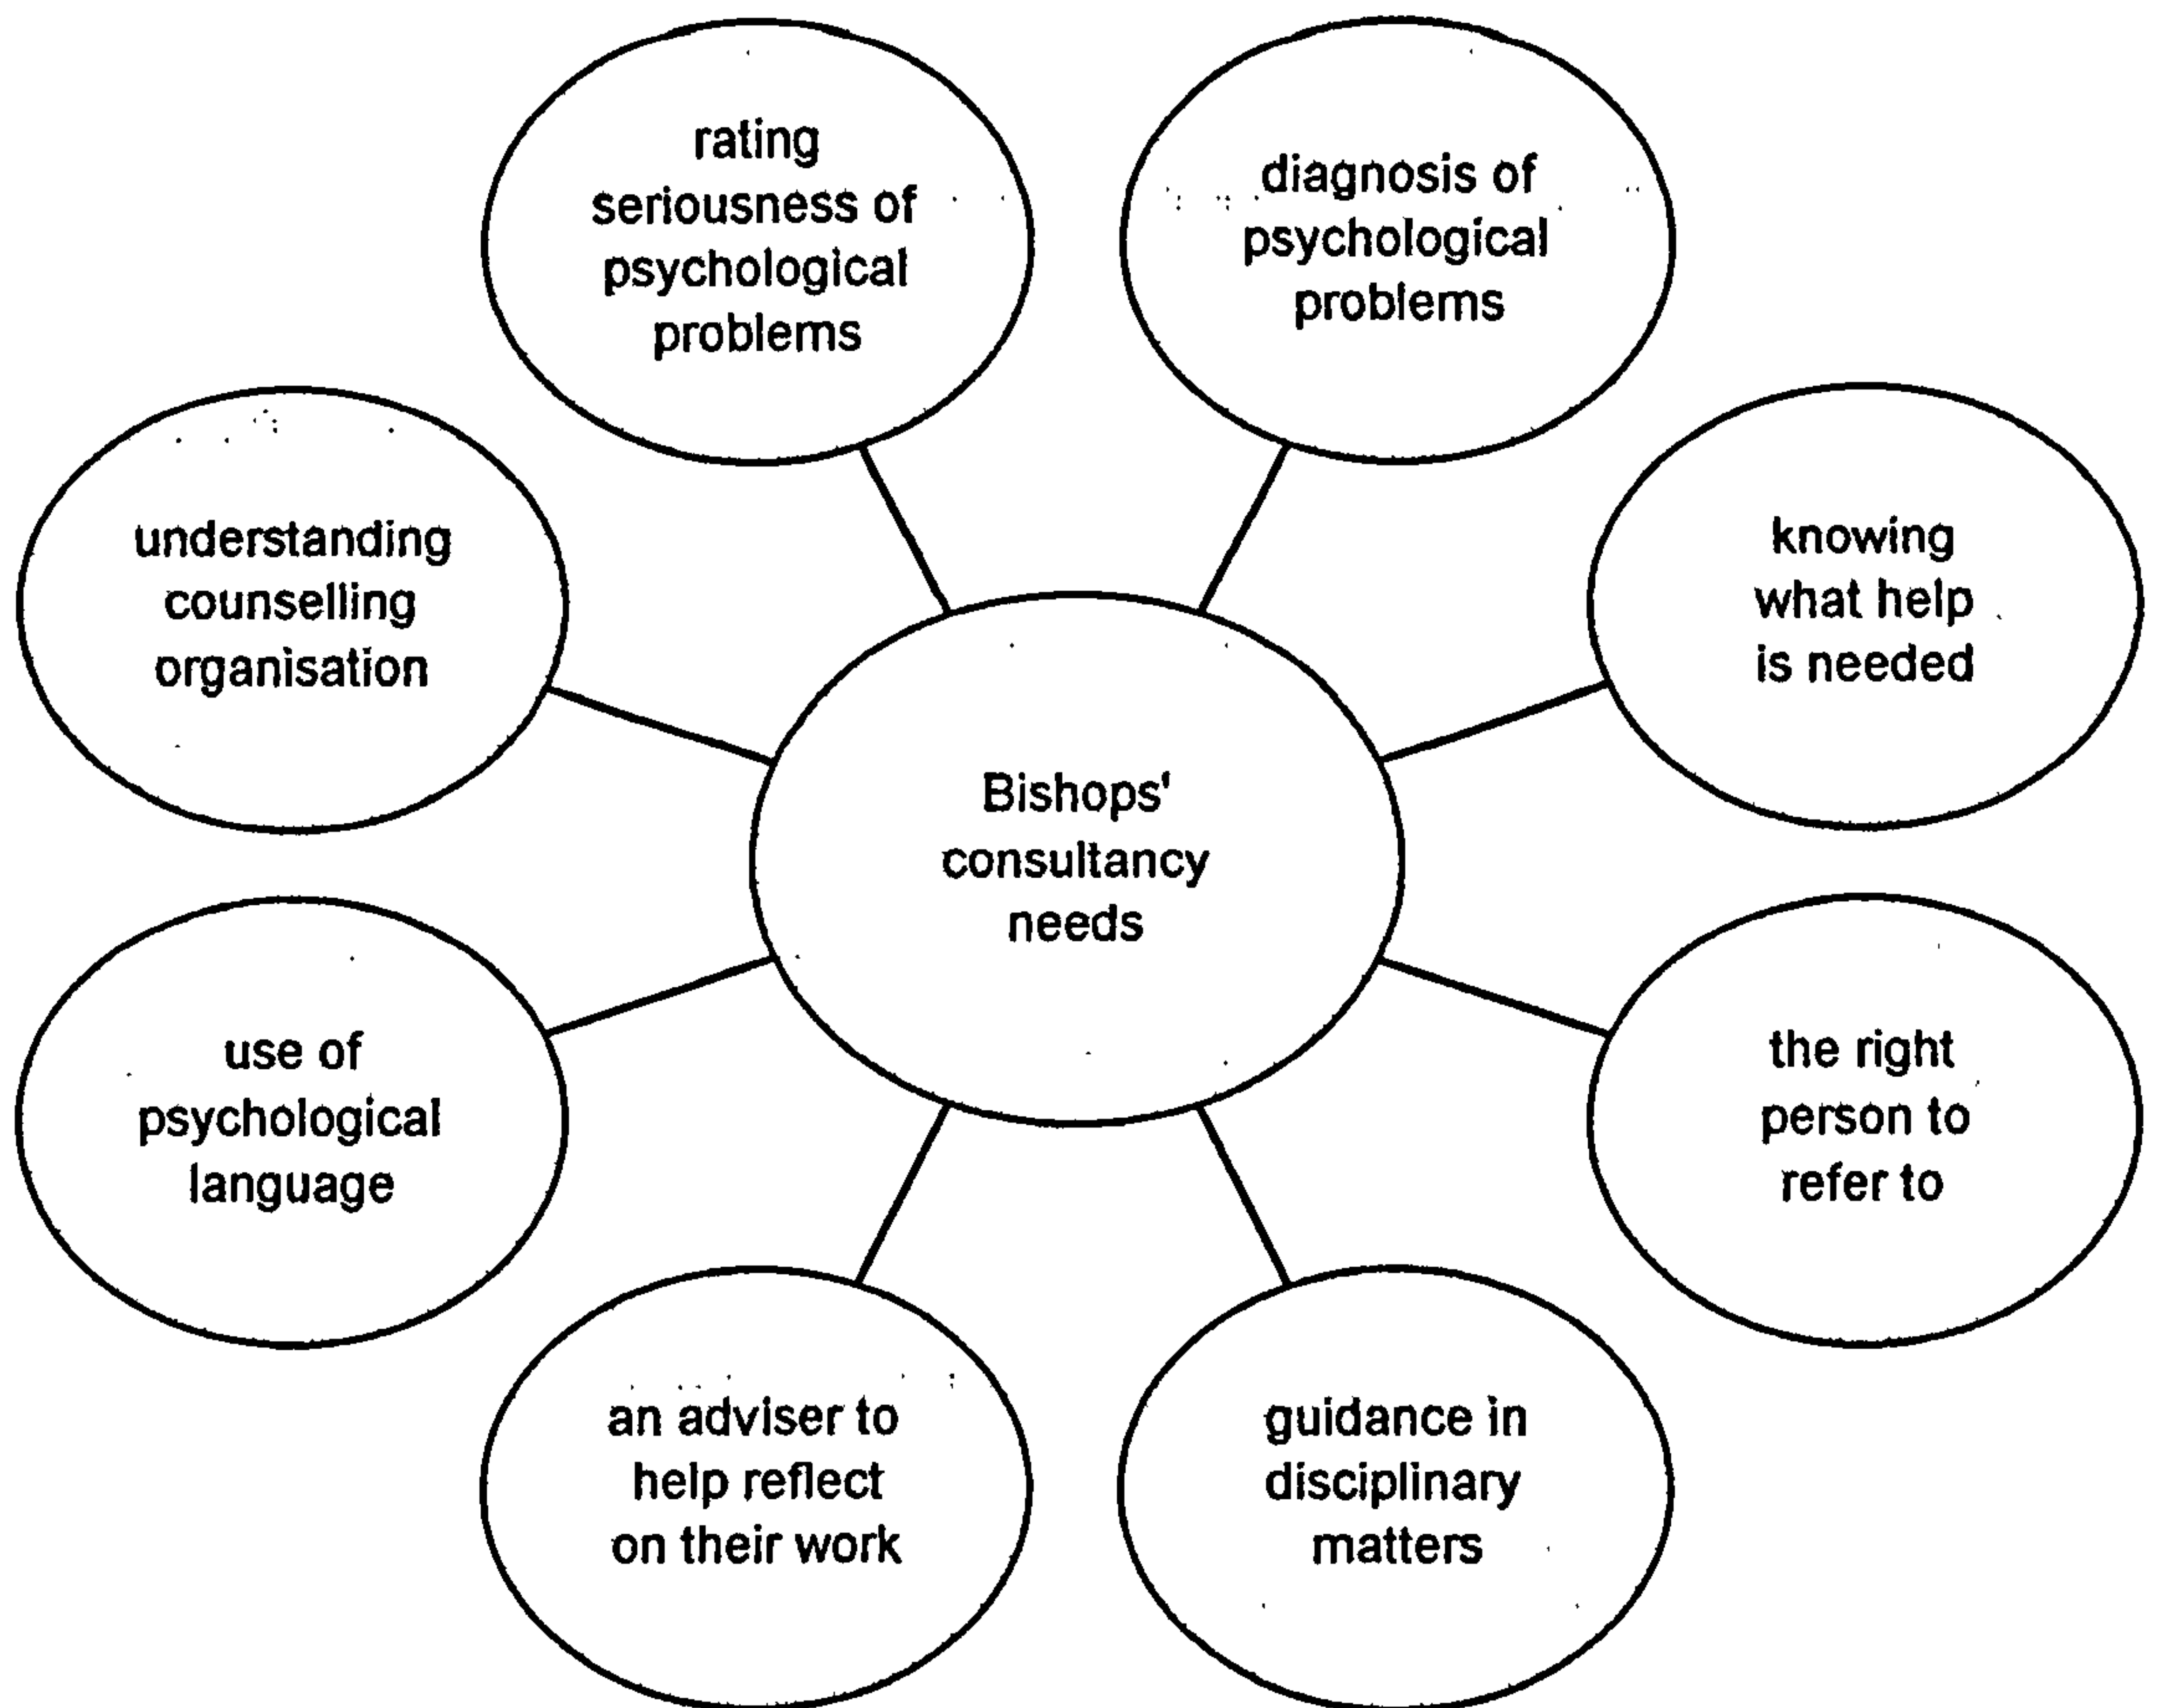 rating
seriousness of
psychological
problems
diagnosis of
psychological
problems
understanding
counselling
organisation
knowing
what help
is needed
Bishops'
consultancy
needs
use of
psychological
language
the right
person to
refer to
an adviser to
help reflect
on their work
guidance in
disciplinary
matters